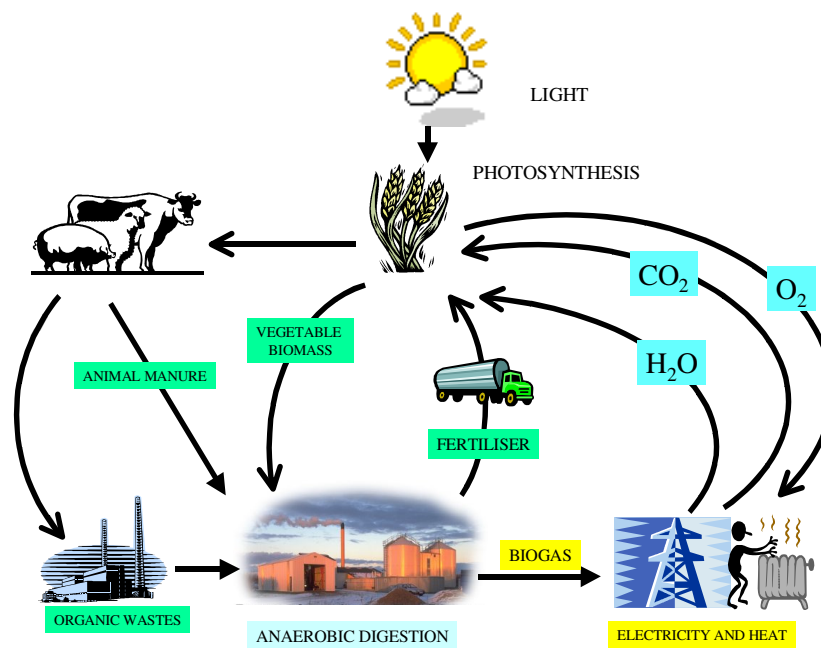 LIGHT
PHOTOSYNTHESIS
CO₂
O₂
VEGETABLE
BIOMASS
H₂O
ANIMAL MANURE
FERTILISER
BIOGAS
ORGANIC WASTES
ANAEROBIC DIGESTION
ELECTRICITY AND HEAT